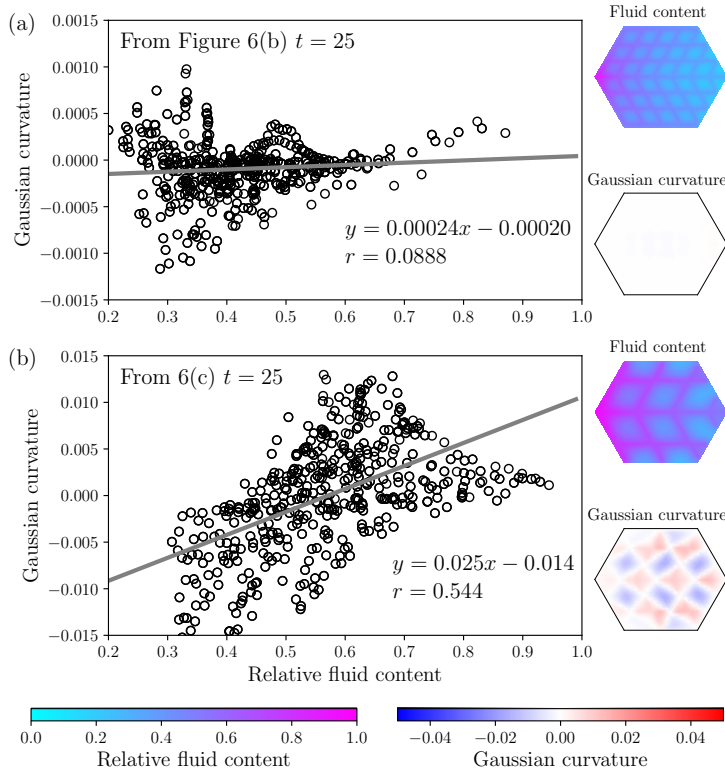 (a)
From Figure 6(b) t = 25
Gaussian curvature
0.0015
0.0010
0.0005
0.0000
−0.0005
−0.0010
−0.0015
y = 0.00024x − 0.00020
r = 0.0888
0.2 0.3 0.4 0.5 0.6 0.7 0.8 0.9 1.0
Fluid content
Gaussian curvature
(b)
From 6(c) t = 25
Gaussian curvature
0.015
0.010
0.005
0.000
−0.005
−0.010
−0.015
y = 0.025x − 0.014
r = 0.544
0.2 0.3 0.4 0.5 0.6 0.7 0.8 0.9 1.0
Relative fluid content
Fluid content
Gaussian curvature
0.0 0.2 0.4 0.6 0.8 1.0
Relative fluid content
−0.04 −0.02 0.00 0.02 0.04
Gaussian curvature